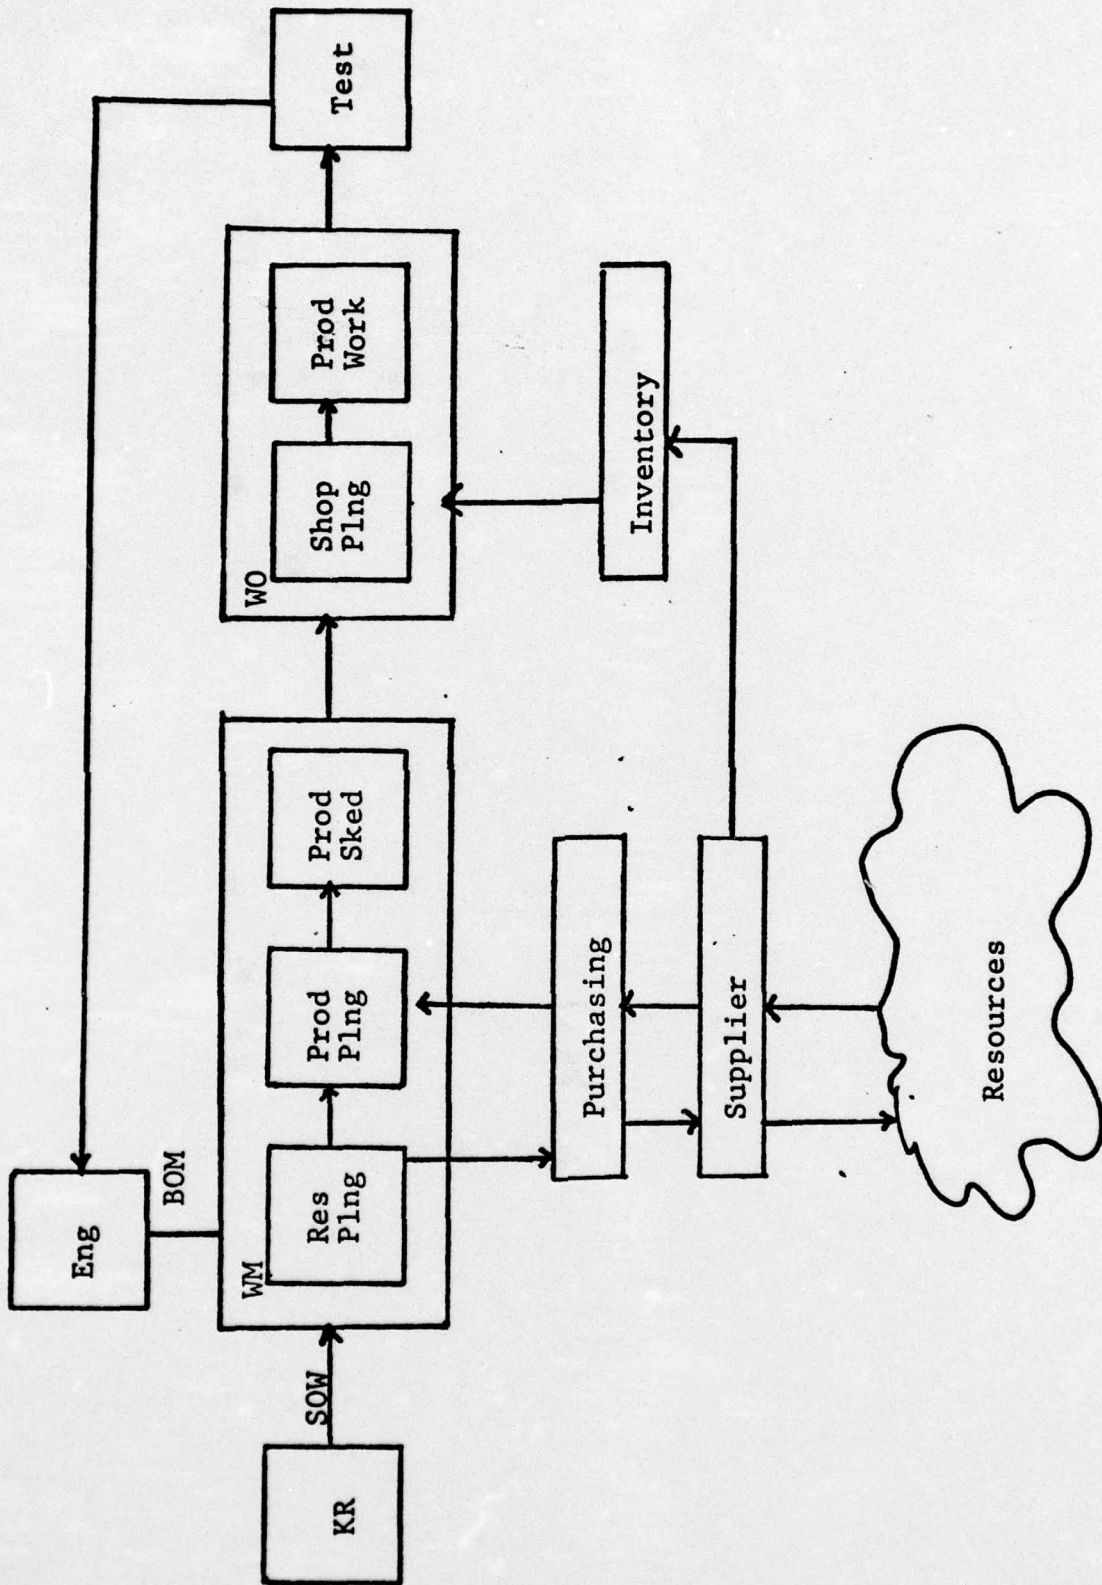 Eng
BOM
Test
KR
SOW
WM
Res
Plng
Prod
Plng
Prod
Sked
WO
Shop
Plng
Prod
Work
Purchasing
Supplier
Inventory
Resources